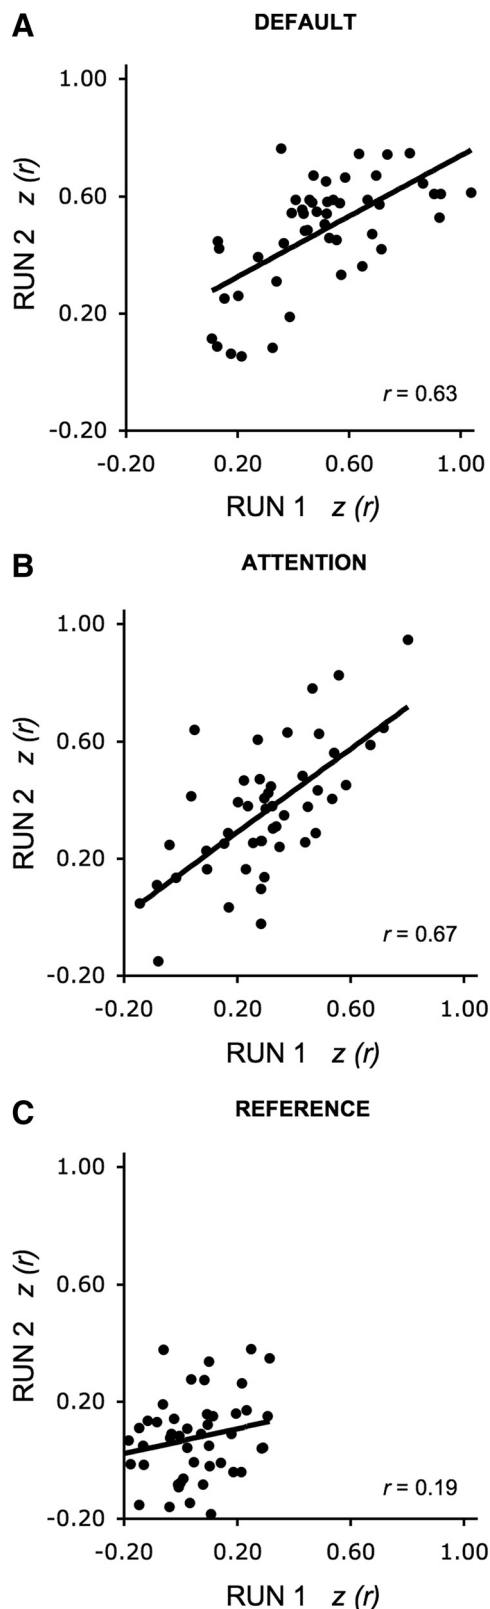 A
DEFAULT
1.00
0.60
0.20
-0.20
RUN 2 z (r)
r = 0.63
-0.20 0.20 0.60 1.00
RUN 1 z (r)
B
ATTENTION
1.00
0.60
0.20
-0.20
RUN 2 z (r)
r = 0.67
-0.20 0.20 0.60 1.00
RUN 1 z (r)
C
REFERENCE
1.00
0.60
0.20
-0.20
RUN 2 z (r)
r = 0.19
-0.20 0.20 0.60 1.00
RUN 1 z (r)